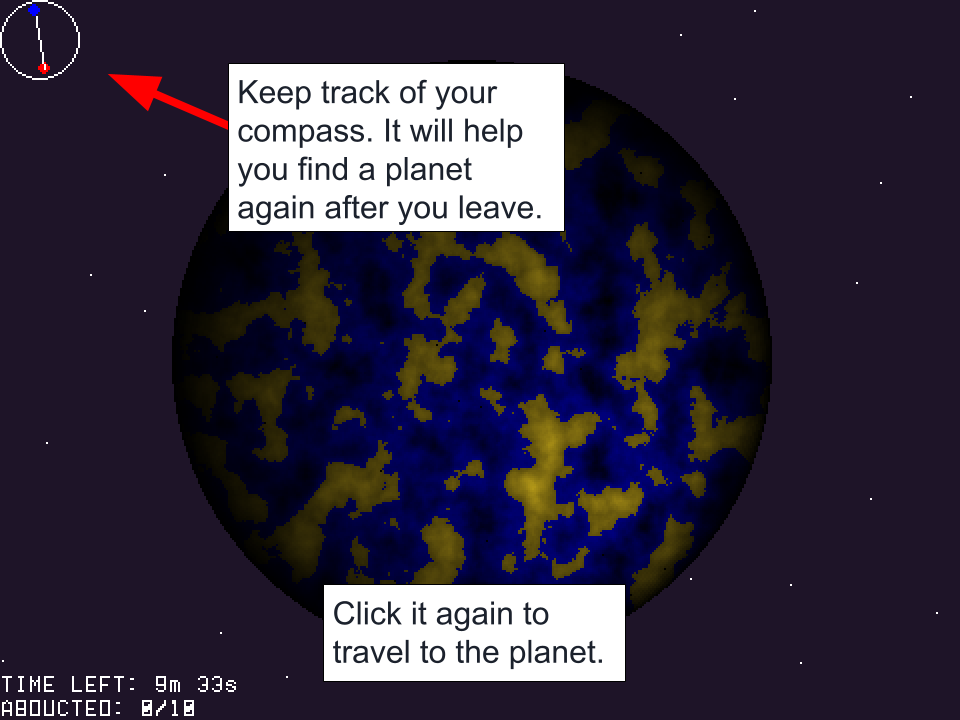 Keep track of your
compass. It will help
you find a planet
again after you leave.
Click it again to
travel to the planet.
TIME LEFT: 9m 33s
ABDUCTED: 0/10